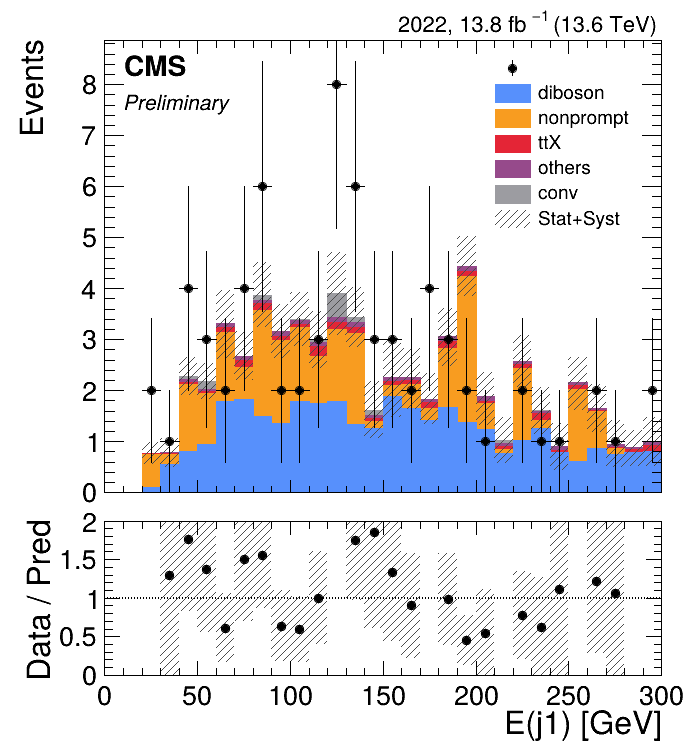 2022, 13.8 fb⁻¹ (13.6 TeV)
CMS
Preliminary
Events
diboson
nonprompt
ttX
others
conv
Stat+Syst
8
7
6
5
4
3
2
1
0
Data / Pred
2
1.5
1
0.5
0
0 50 100 150 200 250 300
E(j1) [GeV]